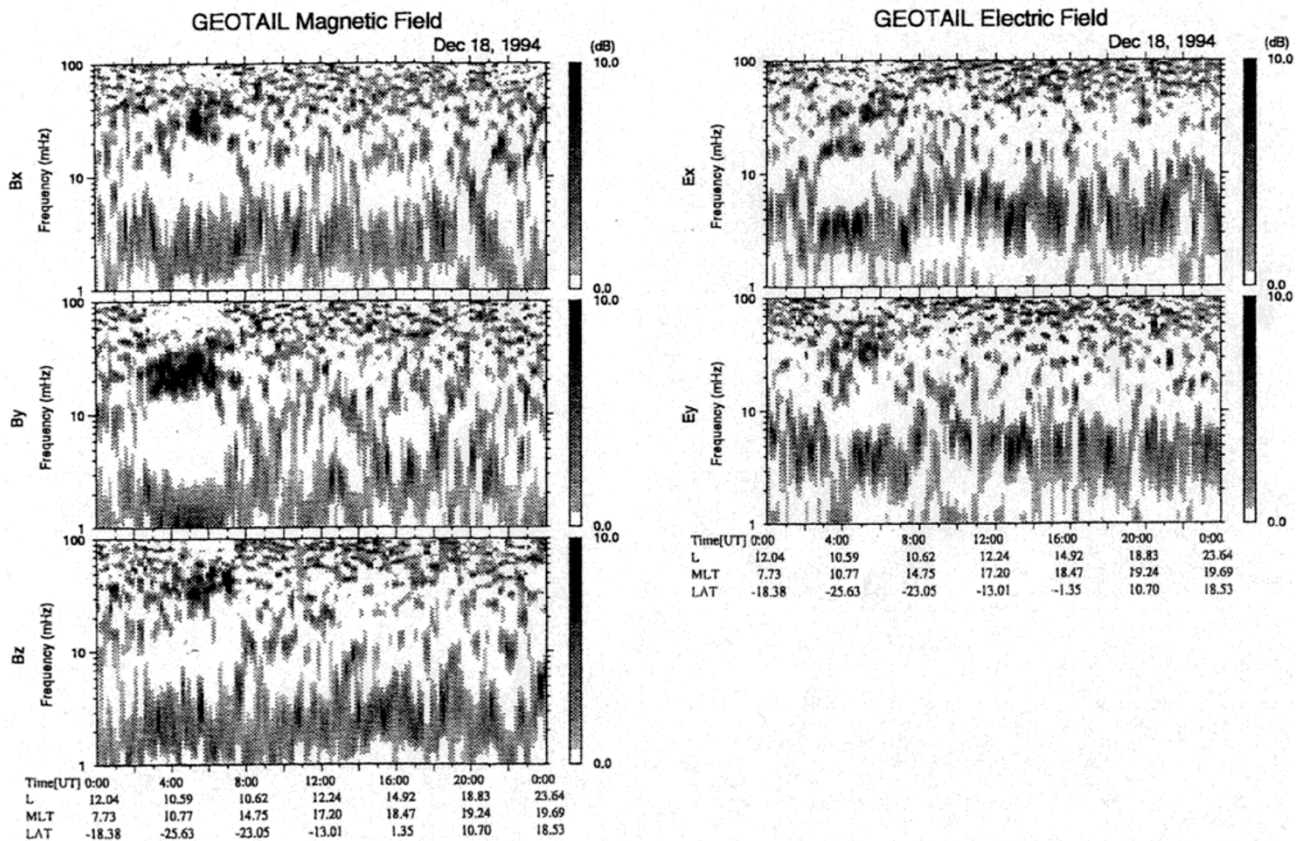 GEOTAIL Magnetic Field
Dec 18, 1994
(dB)
100
10
1
Bx
Frequency (mHz)
10.0
0.0
100
10
1
By
Frequency (mHz)
10.0
0.0
100
10
1
Bz
Frequency (mHz)
10.0
0.0
Time[UT] 0:00 4:00 8:00 12:00 16:00 20:00 0:00
L 12.04 10.59 10.62 12.24 14.92 18.83 23.64
MLT 7.73 10.77 14.75 17.20 18.47 19.24 19.69
LAT -18.38 -25.63 -23.05 -13.01 1.35 10.70 18.53
GEOTAIL Electric Field
Dec 18, 1994
(dB)
100
10
1
Ex
Frequency (mHz)
10.0
0.0
100
10
1
Ey
Frequency (mHz)
10.0
0.0
Time[UT] 0:00 4:00 8:00 12:00 16:00 20:00 0:00
L 12.04 10.59 10.62 12.24 14.92 18.83 23.64
MLT 7.73 10.77 14.75 17.20 18.47 19.24 19.69
LAT -18.38 -25.63 -23.05 -13.01 -1.35 10.70 18.53